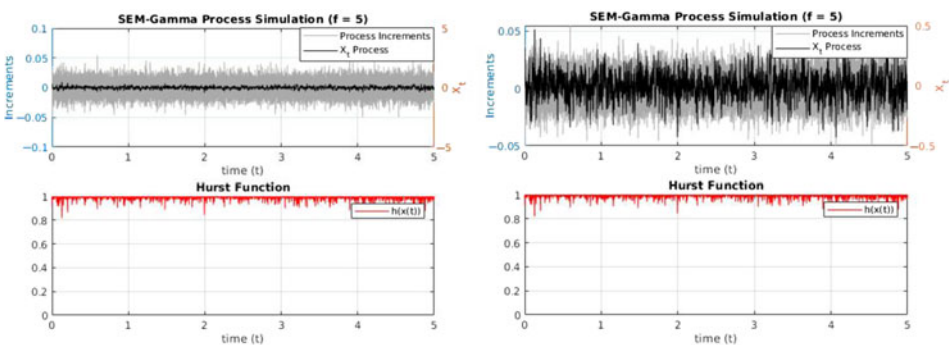 SEM-Gamma Process Simulation (f = 5)
0.1
0.05
0
−0.05
−0.1
Increments
5
0
−5
X_t
Process Increments
X_t Process
0 1 2 3 4 5
time (t)
Hurst Function
1
0.8
0.6
0.4
0.2
0
h(x(t))
0 1 2 3 4 5
time (t)
SEM-Gamma Process Simulation (f = 5)
0.05
0
−0.05
Increments
0.5
0
−0.5
X_t
Process Increments
X_t Process
0 1 2 3 4 5
time (t)
Hurst Function
1
0.8
0.6
0.4
0.2
0
h(x(t))
0 1 2 3 4 5
time (t)